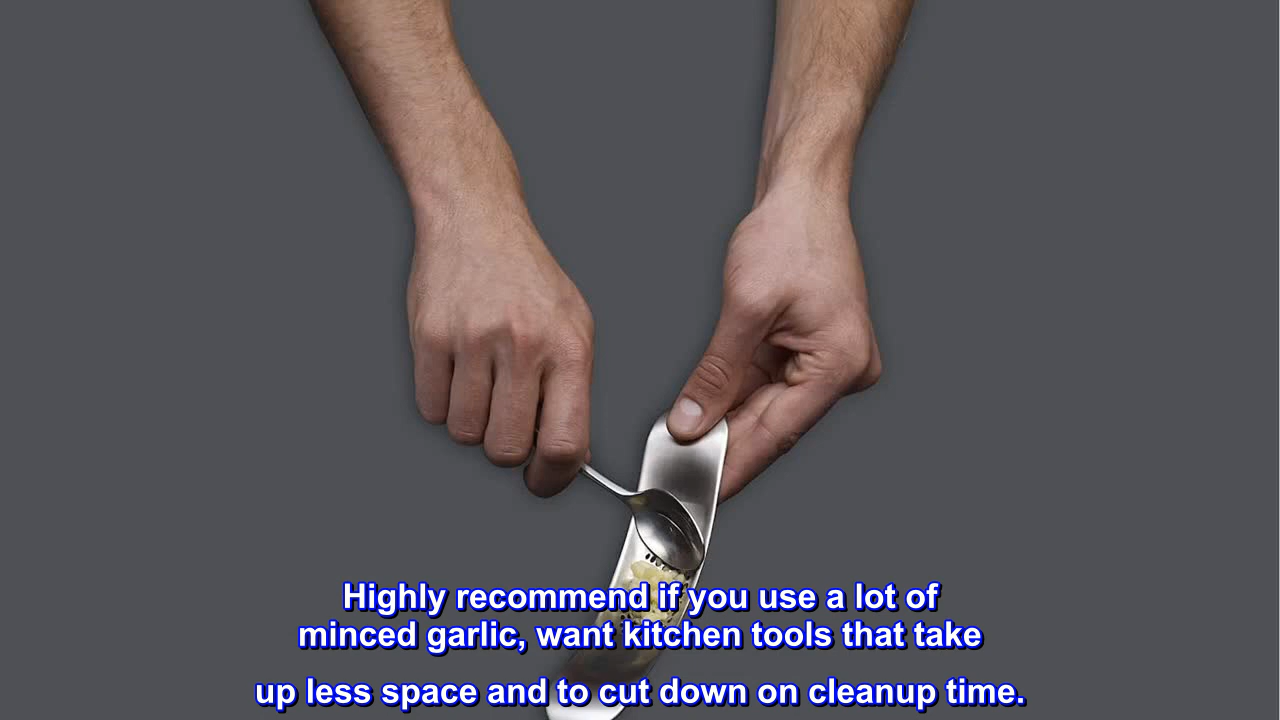 Highly recommend if you use a lot of
minced garlic, want kitchen tools that take
up less space and to cut down on cleanup time.